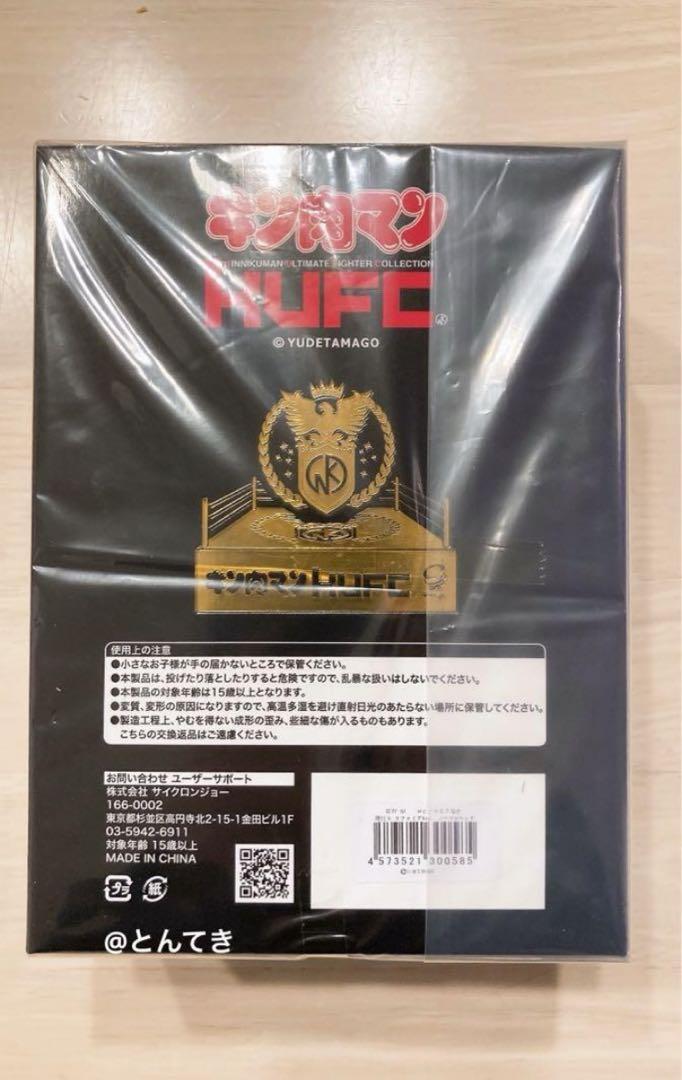 キン肉マン
KINNIKUMAN ULTIMATE FIGHTER COLLECTION
KUFC
© YUDETAMAGO
キン肉マン KUFC
使用上の注意
●小さなお子様が手の届かないところで保管ください。
●本製品は、投げたり落としたりすると危険ですので、乱暴な扱いはしないでください。
●本製品の対象年齢は15歳以上となります。
●変質、変形の原因になりますので、高温多湿を避け直射日光のあたらない場所に保管してください。
●製造工程上、やむを得ない成形の歪み、些細な傷が入るものもあります。
こちらの交換返品はご遠慮ください。
お問い合わせ ユーザーサポート
株式会社 サイクロンジョー
166-0002
東京都杉並区高円寺北2-15-1金田ビル1F
03-5942-6911
対象年齢 15歳以上
MADE IN CHINA
プラ
紙
4 573521 300585
@とんてき